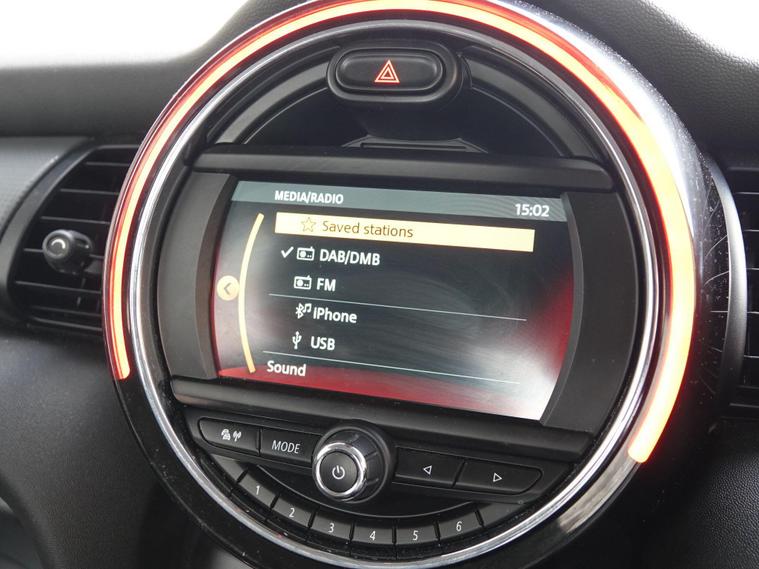 MEDIA/RADIO
15:02
Saved stations
DAB/DMB
FM
iPhone
USB
Sound
MODE
1 2 3 4 5 6